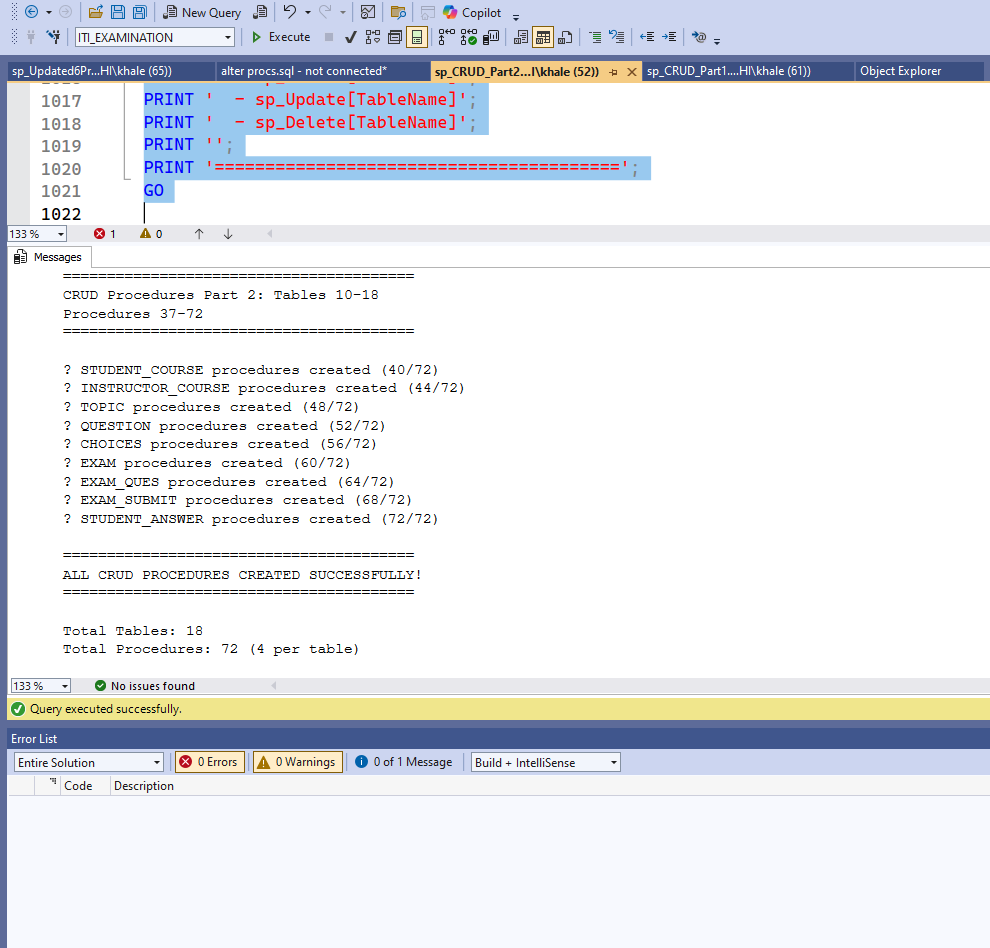 New Query
Copilot
ITI_EXAMINATION
Execute
sp_Updated6Pr...HI\khale (65))
alter procs.sql - not connected*
sp_CRUD_Part2...I\khale (52))
sp_CRUD_Part1....HI\khale (61))
Object Explorer
1017 PRINT '  - sp_Update[TableName]';
1018 PRINT '  - sp_Delete[TableName]';
1019 PRINT '';
1020 PRINT '========================================';
1021 GO
1022
133 %
1
0
Messages
========================================
CRUD Procedures Part 2: Tables 10-18
Procedures 37-72
========================================
? STUDENT_COURSE procedures created (40/72)
? INSTRUCTOR_COURSE procedures created (44/72)
? TOPIC procedures created (48/72)
? QUESTION procedures created (52/72)
? CHOICES procedures created (56/72)
? EXAM procedures created (60/72)
? EXAM_QUES procedures created (64/72)
? EXAM_SUBMIT procedures created (68/72)
? STUDENT_ANSWER procedures created (72/72)
========================================
ALL CRUD PROCEDURES CREATED SUCCESSFULLY!
========================================
Total Tables: 18
Total Procedures: 72 (4 per table)
133 %
No issues found
Query executed successfully.
Error List
Entire Solution
0 Errors
0 Warnings
0 of 1 Message
Build + IntelliSense
Code
Description